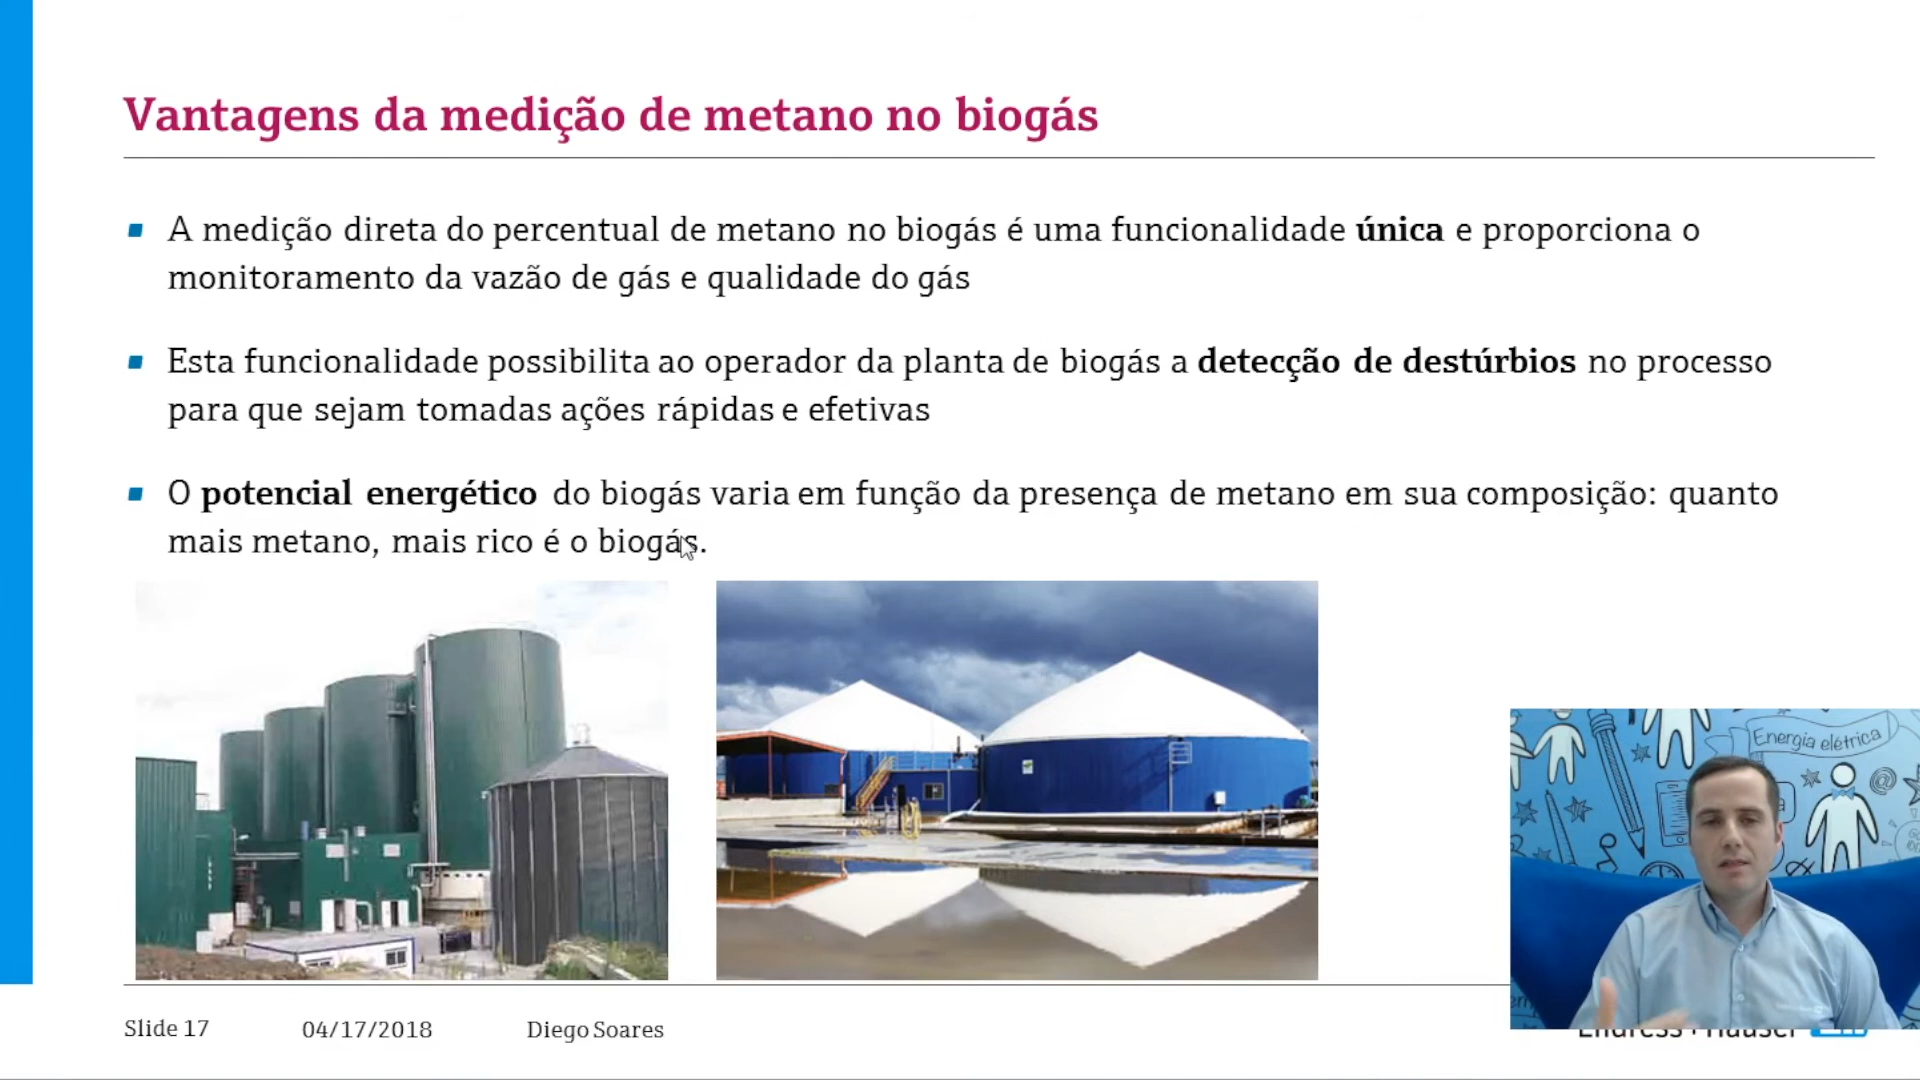 Vantagens da medição de metano no biogás
A medição direta do percentual de metano no biogás é uma funcionalidade única e proporciona o
monitoramento da vazão de gás e qualidade do gás
Esta funcionalidade possibilita ao operador da planta de biogás a detecção de destúrbios no processo
para que sejam tomadas ações rápidas e efetivas
O potencial energético do biogás varia em função da presença de metano em sua composição: quanto
mais metano, mais rico é o biogás.
Energia elétrica
Slide 17
04/17/2018
Diego Soares